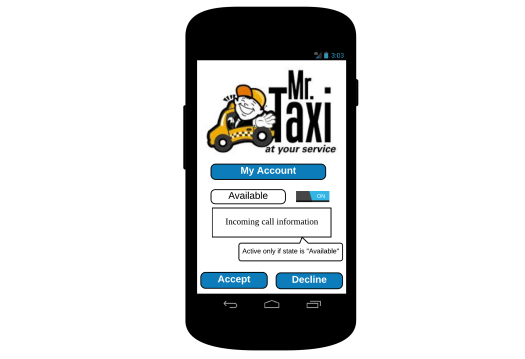 3:03
Mr.
Taxi
at your service
My Account
Available
ON
Incoming call information
Active only if state is "Available"
Accept
Decline